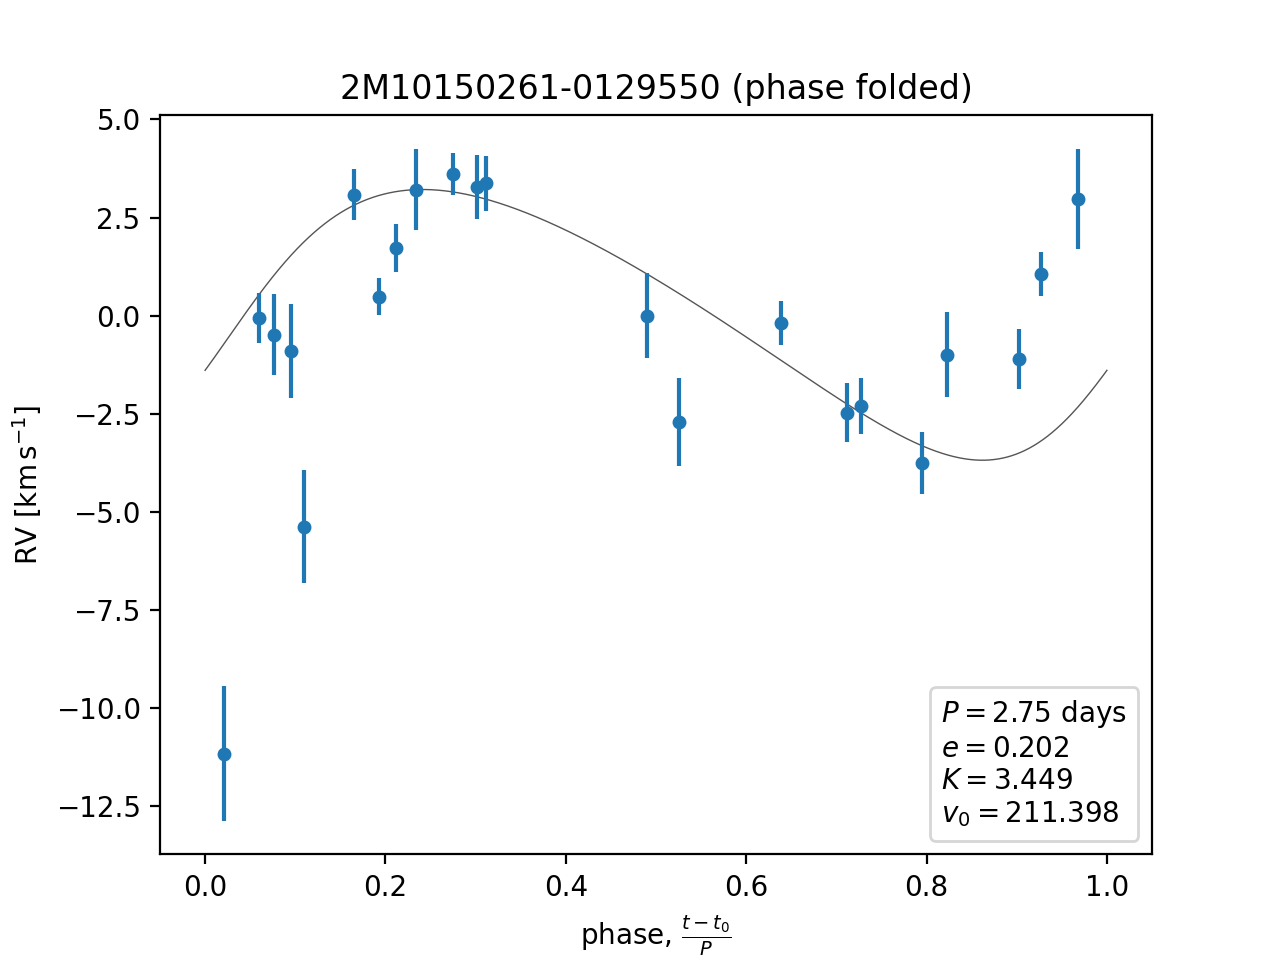 2M10150261-0129550 (phase folded)
RV [km s⁻¹]
5.0
2.5
0.0
−2.5
−5.0
−7.5
−10.0
−12.5
P = 2.75 days
e = 0.202
K = 3.449
v₀ = 211.398
0.0 0.2 0.4 0.6 0.8 1.0
phase, (t − t₀)/P